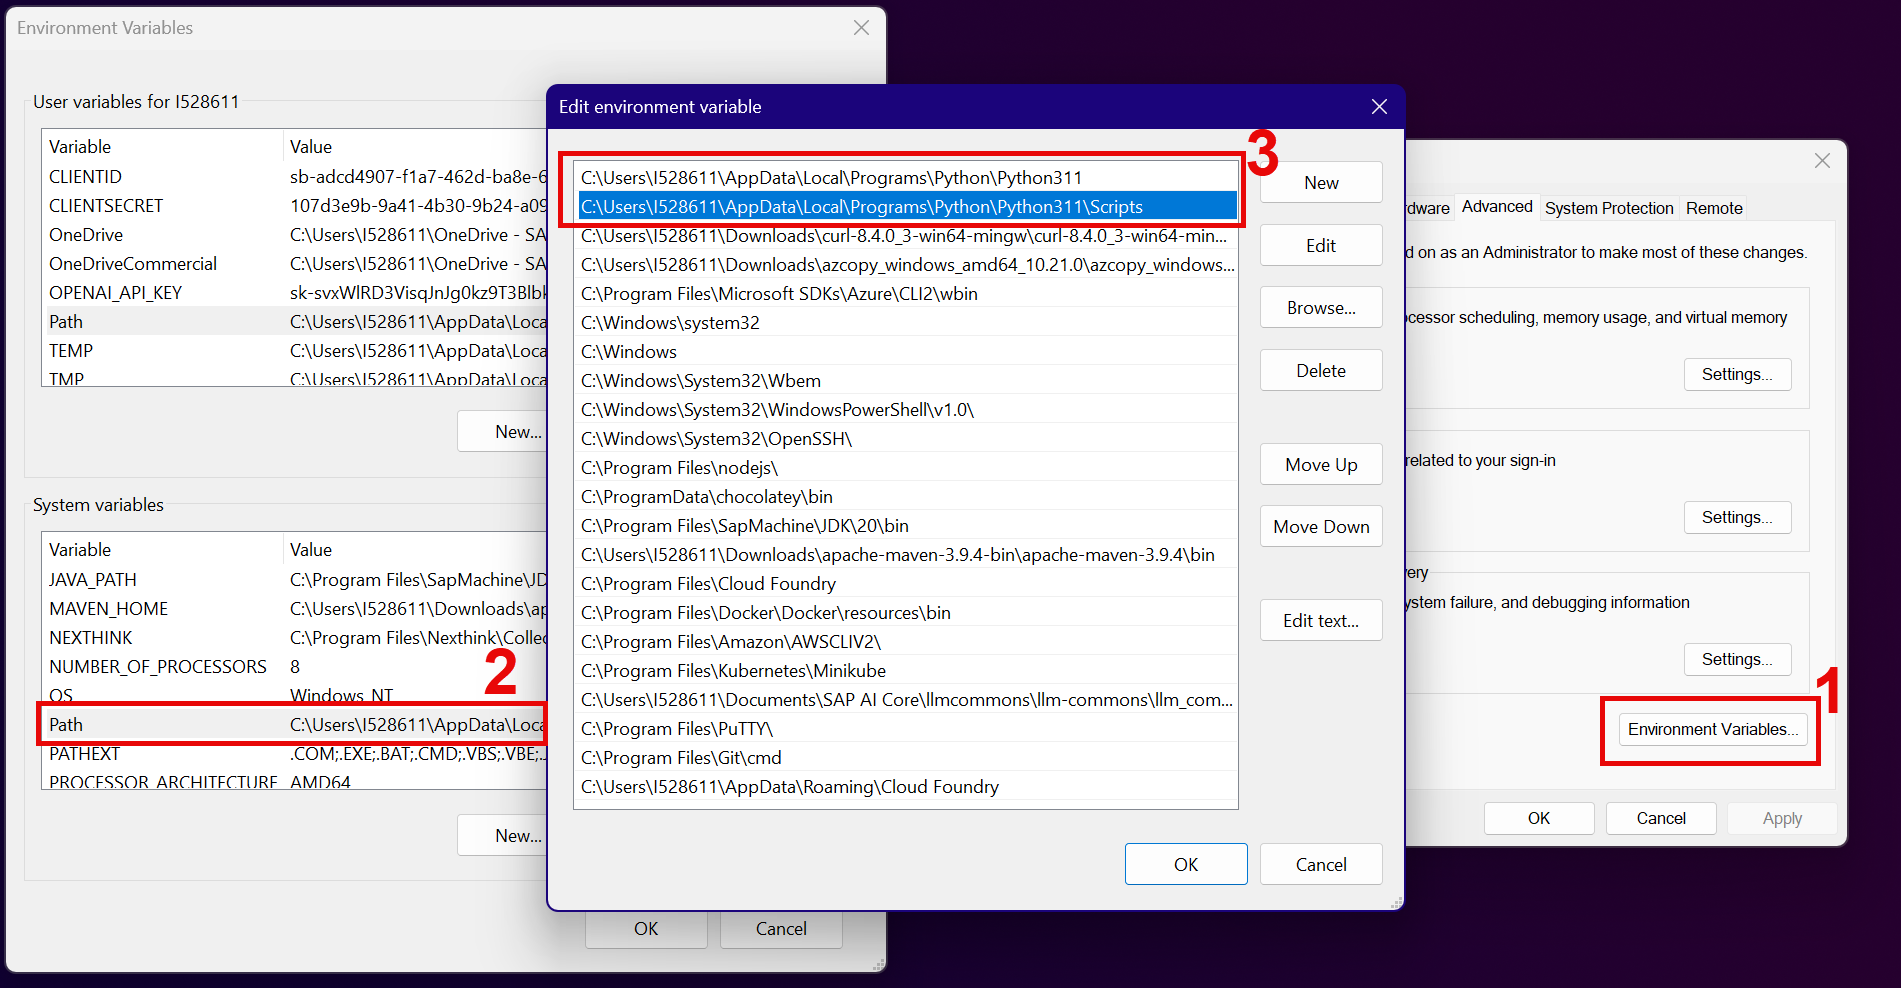 Environment Variables
User variables for I528611
Variable Value
CLIENTID sb-adcd4907-f1a7-462d-ba8e-6
CLIENTSECRET 107d3e9b-9a41-4b30-9b24-a09
OneDrive C:\Users\I528611\OneDrive - SA
OneDriveCommercial C:\Users\I528611\OneDrive - SA
OPENAI_API_KEY sk-svxWlRD3VisqJnJg0kz9T3Blbk
Path C:\Users\I528611\AppData\Loca
TEMP C:\Users\I528611\AppData\Loca
TMP C:\Users\I528611\AppData\Loca
New...
System variables
Variable Value
JAVA_PATH C:\Program Files\SapMachine\JD
MAVEN_HOME C:\Users\I528611\Downloads\ap
NEXTHINK C:\Program Files\Nexthink\Collec
NUMBER_OF_PROCESSORS 8
2
OS Windows_NT
Path C:\Users\I528611\AppData\Loca
PATHEXT .COM;.EXE;.BAT;.CMD;.VBS;.VBE;.
PROCESSOR_ARCHITECTURE AMD64
New...
OK Cancel
Edit environment variable
3
C:\Users\I528611\AppData\Local\Programs\Python\Python311
C:\Users\I528611\AppData\Local\Programs\Python\Python311\Scripts
C:\Users\I528611\Downloads\curl-8.4.0_3-win64-mingw\curl-8.4.0_3-win64-min...
C:\Users\I528611\Downloads\azcopy_windows_amd64_10.21.0\azcopy_windows...
C:\Program Files\Microsoft SDKs\Azure\CLI2\wbin
C:\Windows\system32
C:\Windows
C:\Windows\System32\Wbem
C:\Windows\System32\WindowsPowerShell\v1.0\
C:\Windows\System32\OpenSSH\
C:\Program Files\nodejs\
C:\ProgramData\chocolatey\bin
C:\Program Files\SapMachine\JDK\20\bin
C:\Users\I528611\Downloads\apache-maven-3.9.4-bin\apache-maven-3.9.4\bin
C:\Program Files\Cloud Foundry
C:\Program Files\Docker\Docker\resources\bin
C:\Program Files\Amazon\AWSCLIV2\
C:\Program Files\Kubernetes\Minikube
C:\Users\I528611\Documents\SAP AI Core\llmcommons\llm-commons\llm_com...
C:\Program Files\PuTTY\
C:\Program Files\Git\cmd
C:\Users\I528611\AppData\Roaming\Cloud Foundry
New
Edit
Browse...
Delete
Move Up
Move Down
Edit text...
OK Cancel
dware Advanced System Protection Remote
d on as an Administrator to make most of these changes.
ocessor scheduling, memory usage, and virtual memory
Settings...
related to your sign-in
Settings...
very
ystem failure, and debugging information
Settings...
1
Environment Variables...
OK Cancel Apply